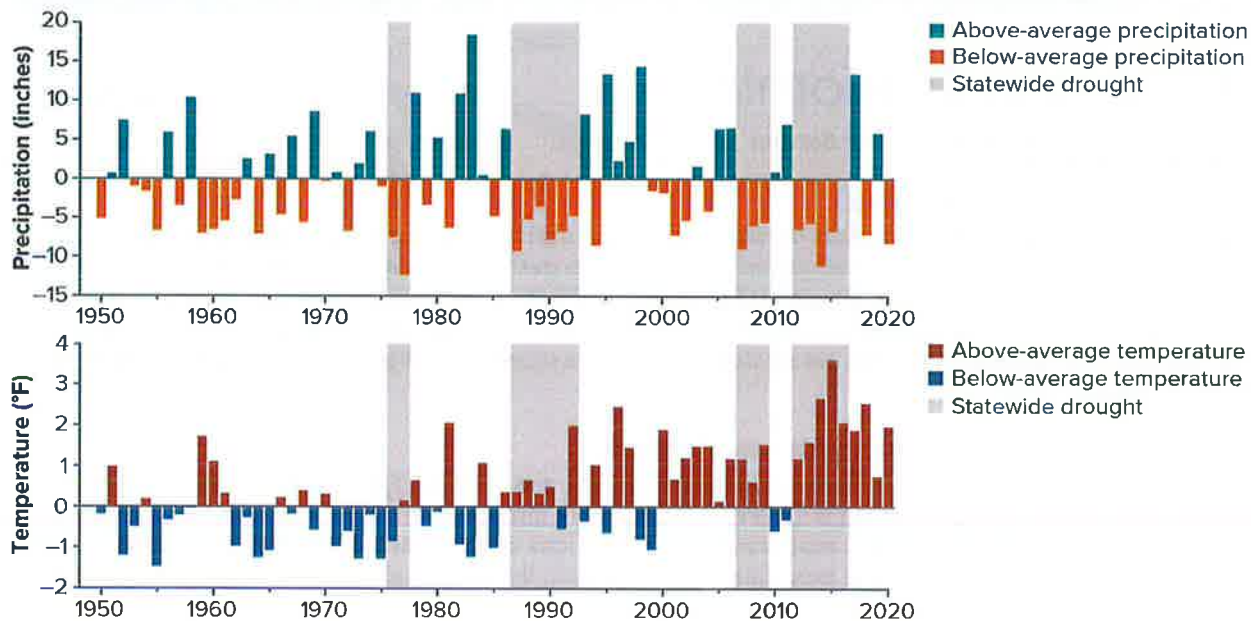 20
15
10
5
0
−5
−10
−15
Precipitation (inches)
1950 1960 1970 1980 1990 2000 2010 2020
Above-average precipitation
Below-average precipitation
Statewide drought
4
3
2
1
0
−1
−2
Temperature (°F)
1950 1960 1970 1980 1990 2000 2010 2020
Above-average temperature
Below-average temperature
Statewide drought